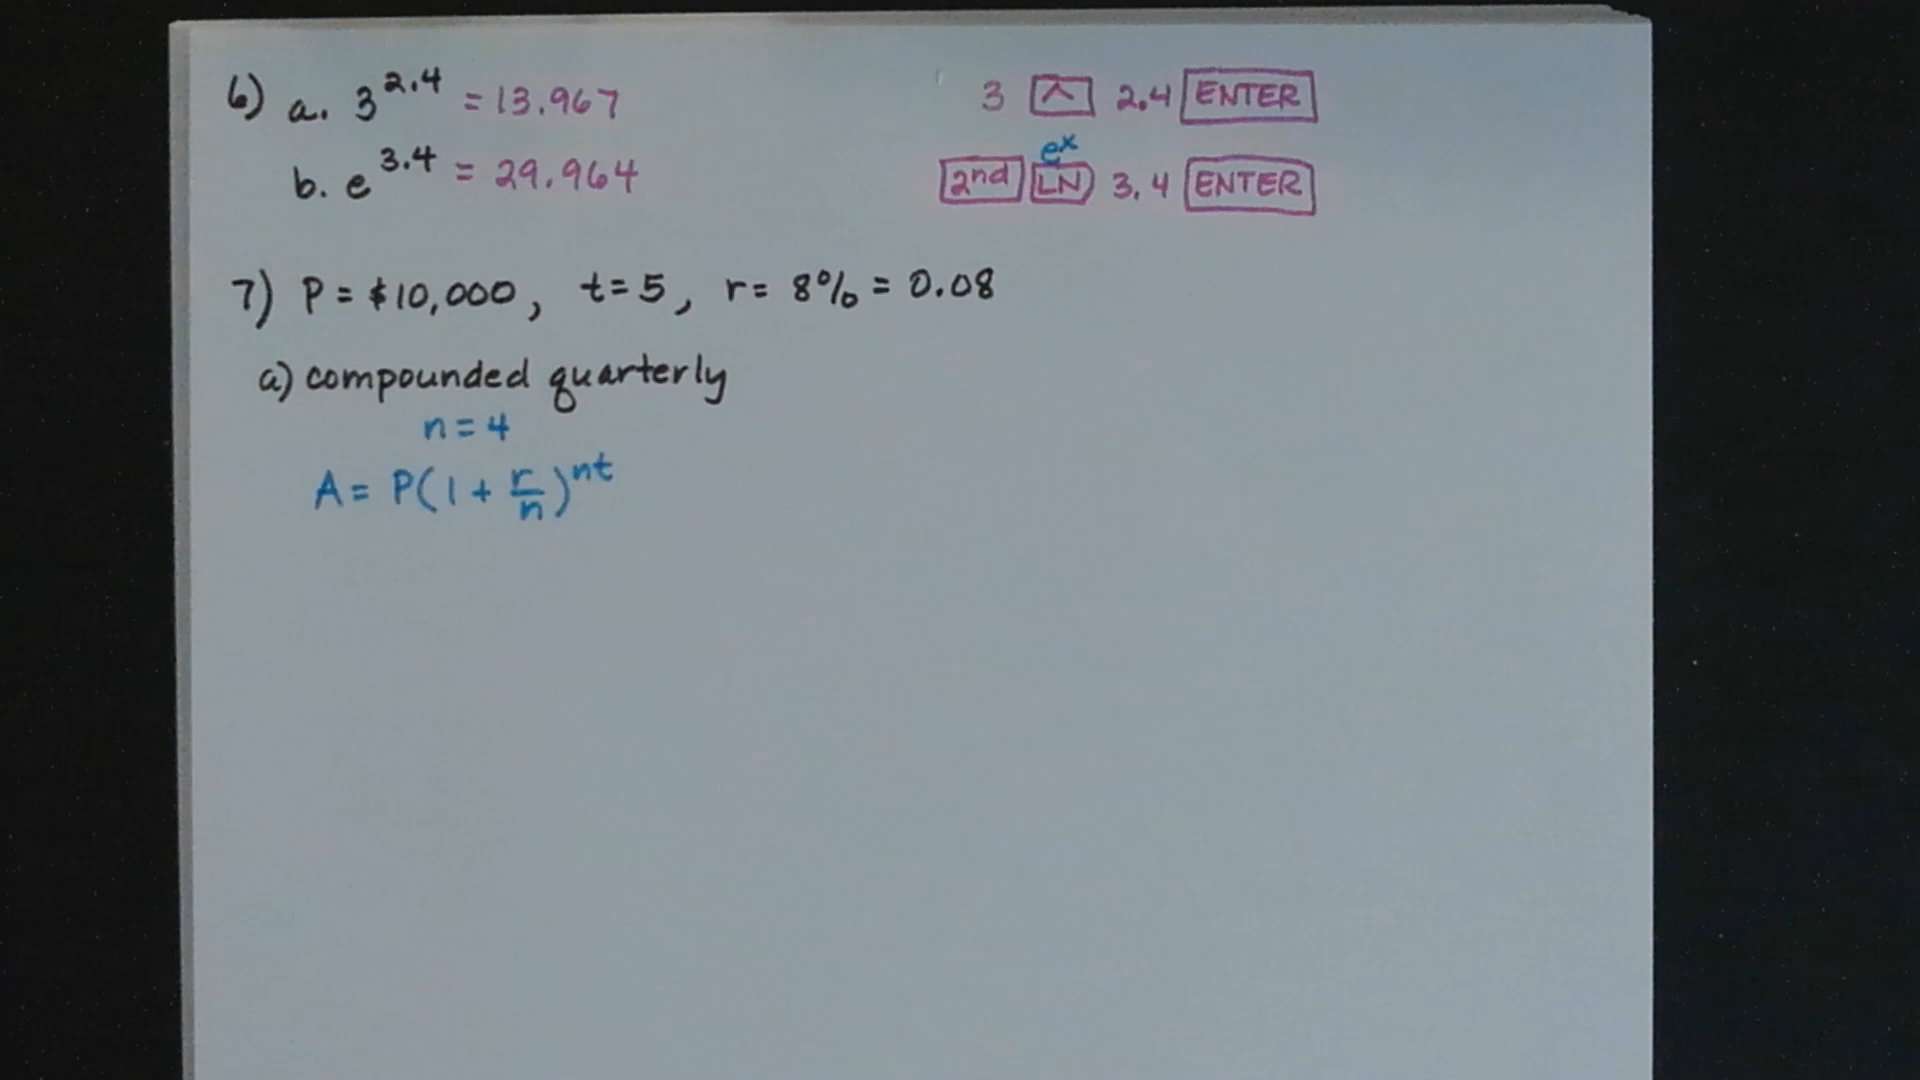 6) a. 3^2.4 = 13.967 3 ^ 2.4 ENTER
e^x
b. e^3.4 = 29.964 2nd LN 3.4 ENTER
7) P = $10,000, t = 5, r = 8% = 0.08
a) compounded quarterly
n = 4
A = P(1 + r/n)^nt